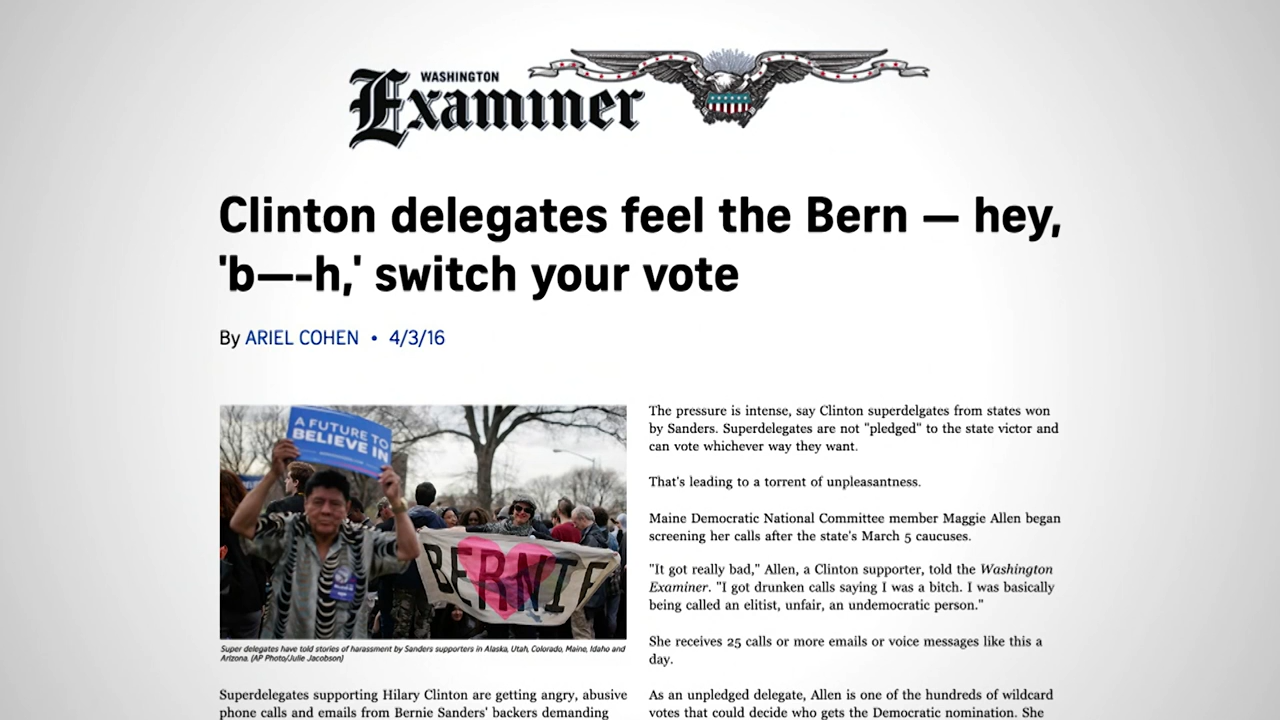 WASHINGTON
Examiner
Clinton delegates feel the Bern — hey,
'b—-h,' switch your vote
By ARIEL COHEN • 4/3/16
A FUTURE TO
BELIEVE IN
BERNIE
Super delegates have told stories of harassment by Sanders supporters in Alaska, Utah, Colorado, Maine, Idaho and
Arizona. (AP Photo/Julie Jacobson)
Superdelegates supporting Hilary Clinton are getting angry, abusive
phone calls and emails from Bernie Sanders' backers demanding
The pressure is intense, say Clinton superdelgates from states won
by Sanders. Superdelegates are not "pledged" to the state victor and
can vote whichever way they want.
That's leading to a torrent of unpleasantness.
Maine Democratic National Committee member Maggie Allen began
screening her calls after the state's March 5 caucuses.
"It got really bad," Allen, a Clinton supporter, told the Washington
Examiner. "I got drunken calls saying I was a bitch. I was basically
being called an elitist, unfair, an undemocratic person."
She receives 25 calls or more emails or voice messages like this a
day.
As an unpledged delegate, Allen is one of the hundreds of wildcard
votes that could decide who gets the Democratic nomination. She